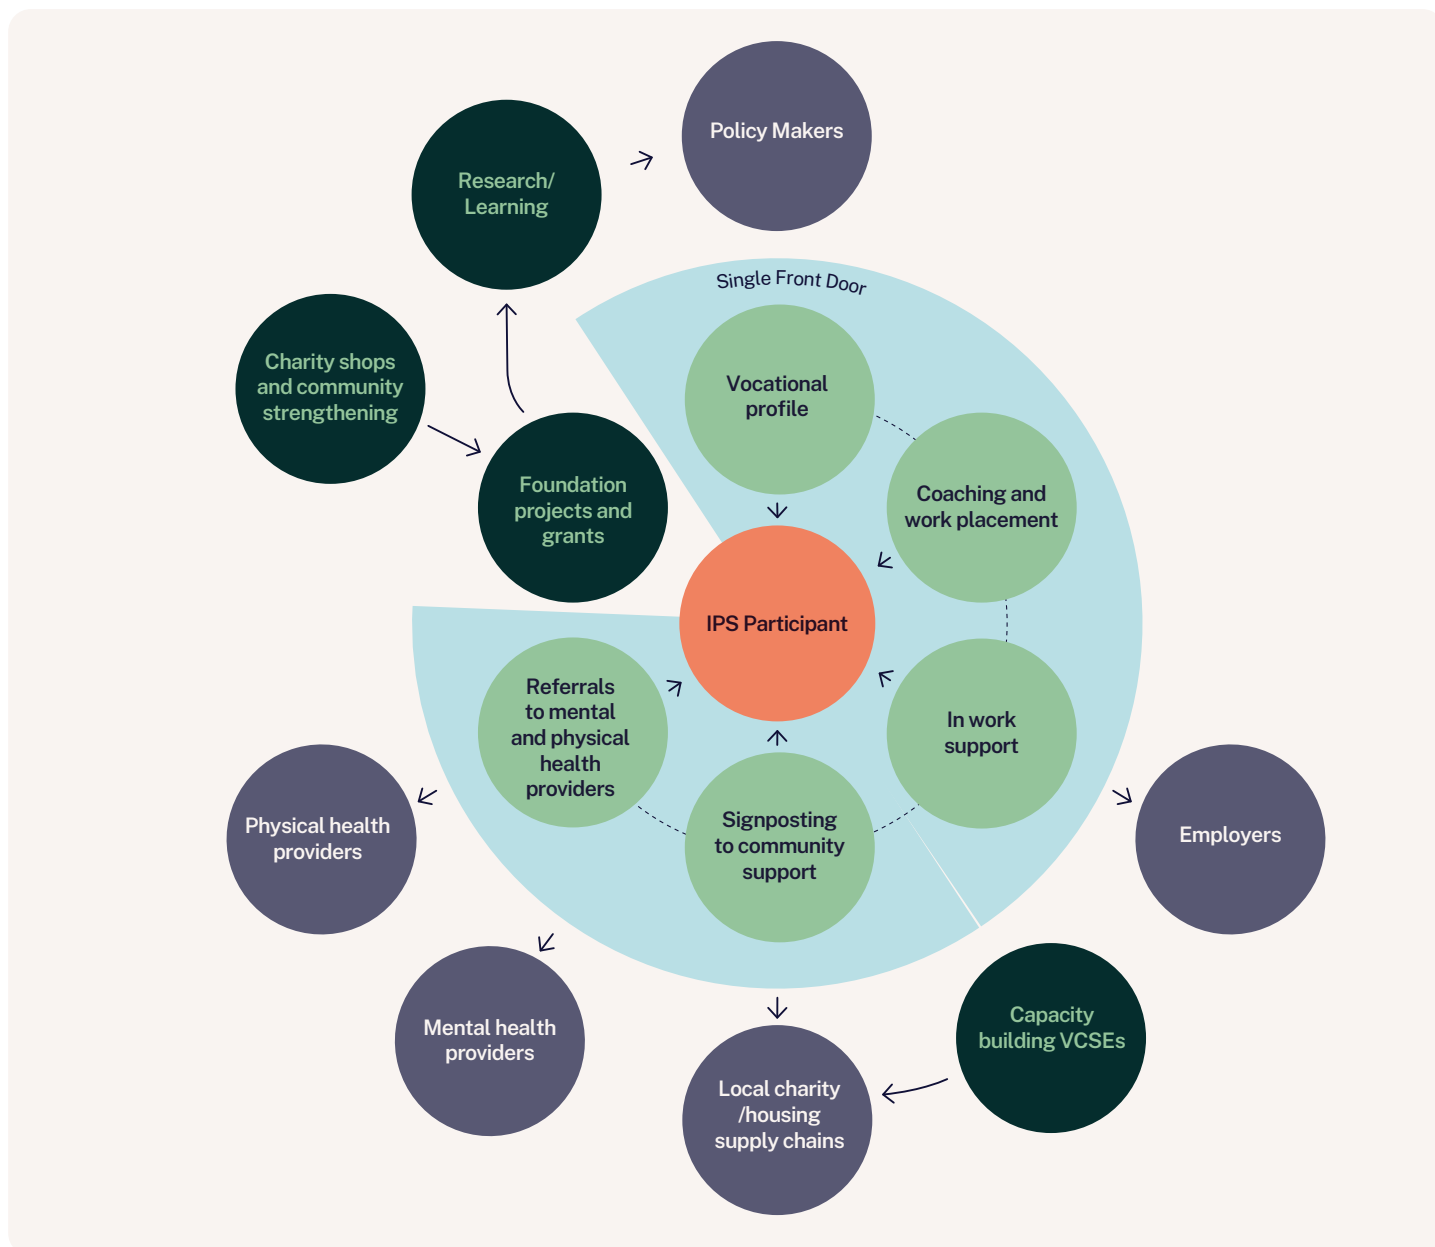 Policy Makers
Research/
Learning
Single Front Door
Charity shops
and community
strengthening
Vocational
profile
Foundation
projects and
grants
Coaching and
work placement
IPS Participant
Referrals
to mental
and physical
health
providers
In work
support
Signposting
to community
support
Physical health
providers
Employers
Mental health
providers
Capacity
building VCSEs
Local charity
/housing
supply chains